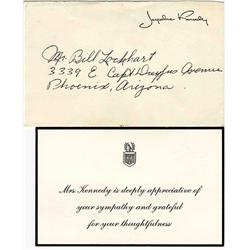 Jacqueline Kennedy
Mr. Bill Lockhart
3339 E. Capt Dreyfus Avenue
Phoenix, Arizona.
Mrs. Kennedy is deeply appreciative of
your sympathy and grateful
for your thoughtfulness